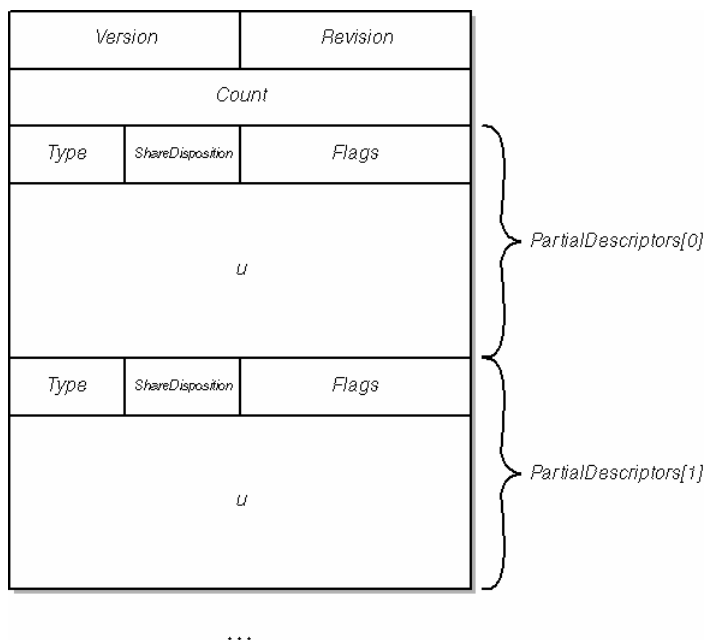 Version Revision
Count
Type ShareDisposition Flags
u
PartialDescriptors[0]
Type ShareDisposition Flags
u
PartialDescriptors[1]
...